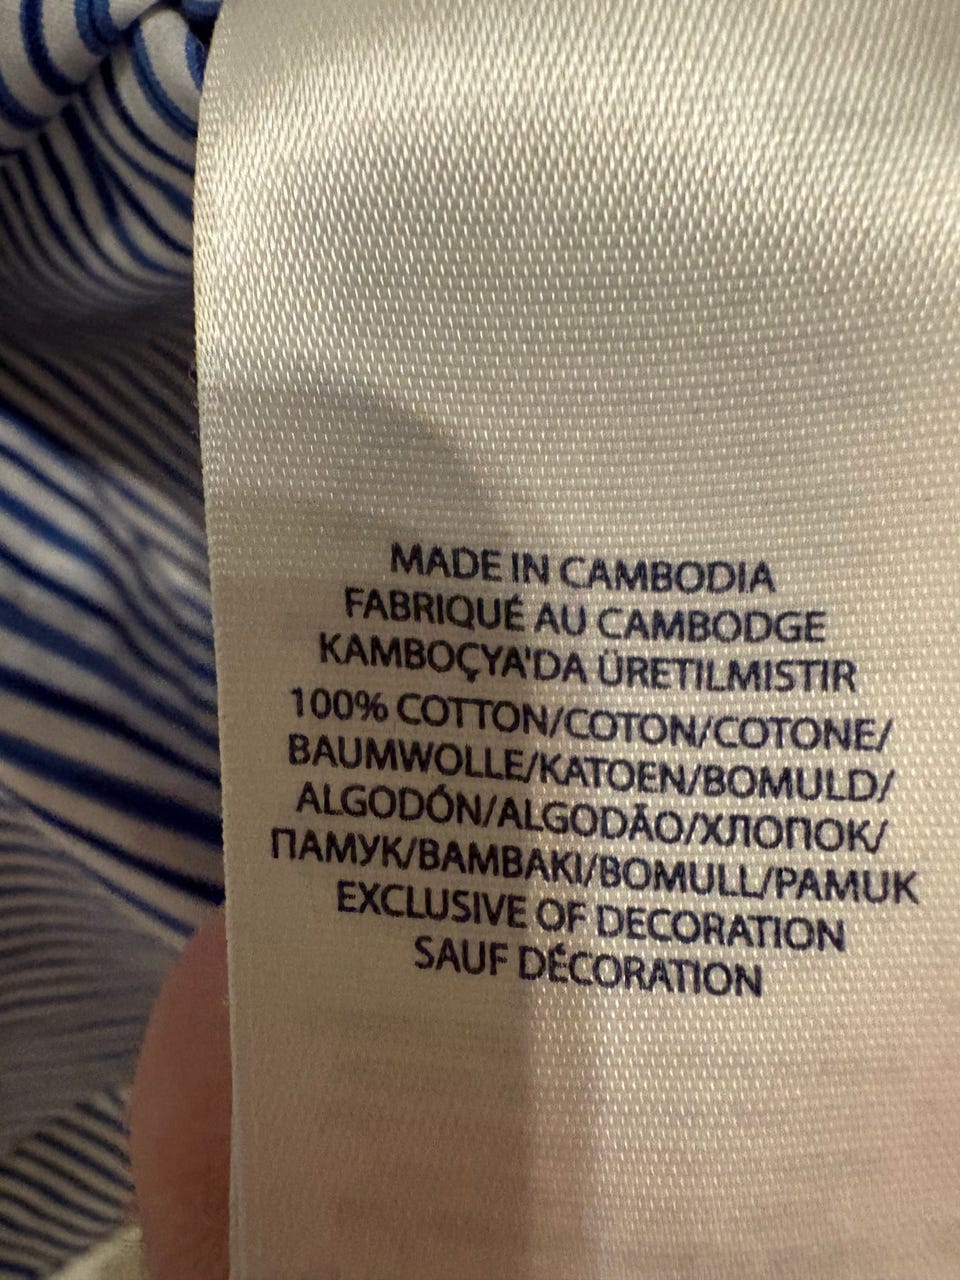 MADE IN CAMBODIA
FABRIQUÉ AU CAMBODGE
KAMBOÇYA'DA ÜRETILMISTIR
100% COTTON/COTON/COTONE/
BAUMWOLLE/KATOEN/BOMULD/
ALGODÓN/ALGODÃO/ХЛОПОК/
ПАМУК/BAMBAKI/BOMULL/PAMUK
EXCLUSIVE OF DECORATION
SAUF DÉCORATION